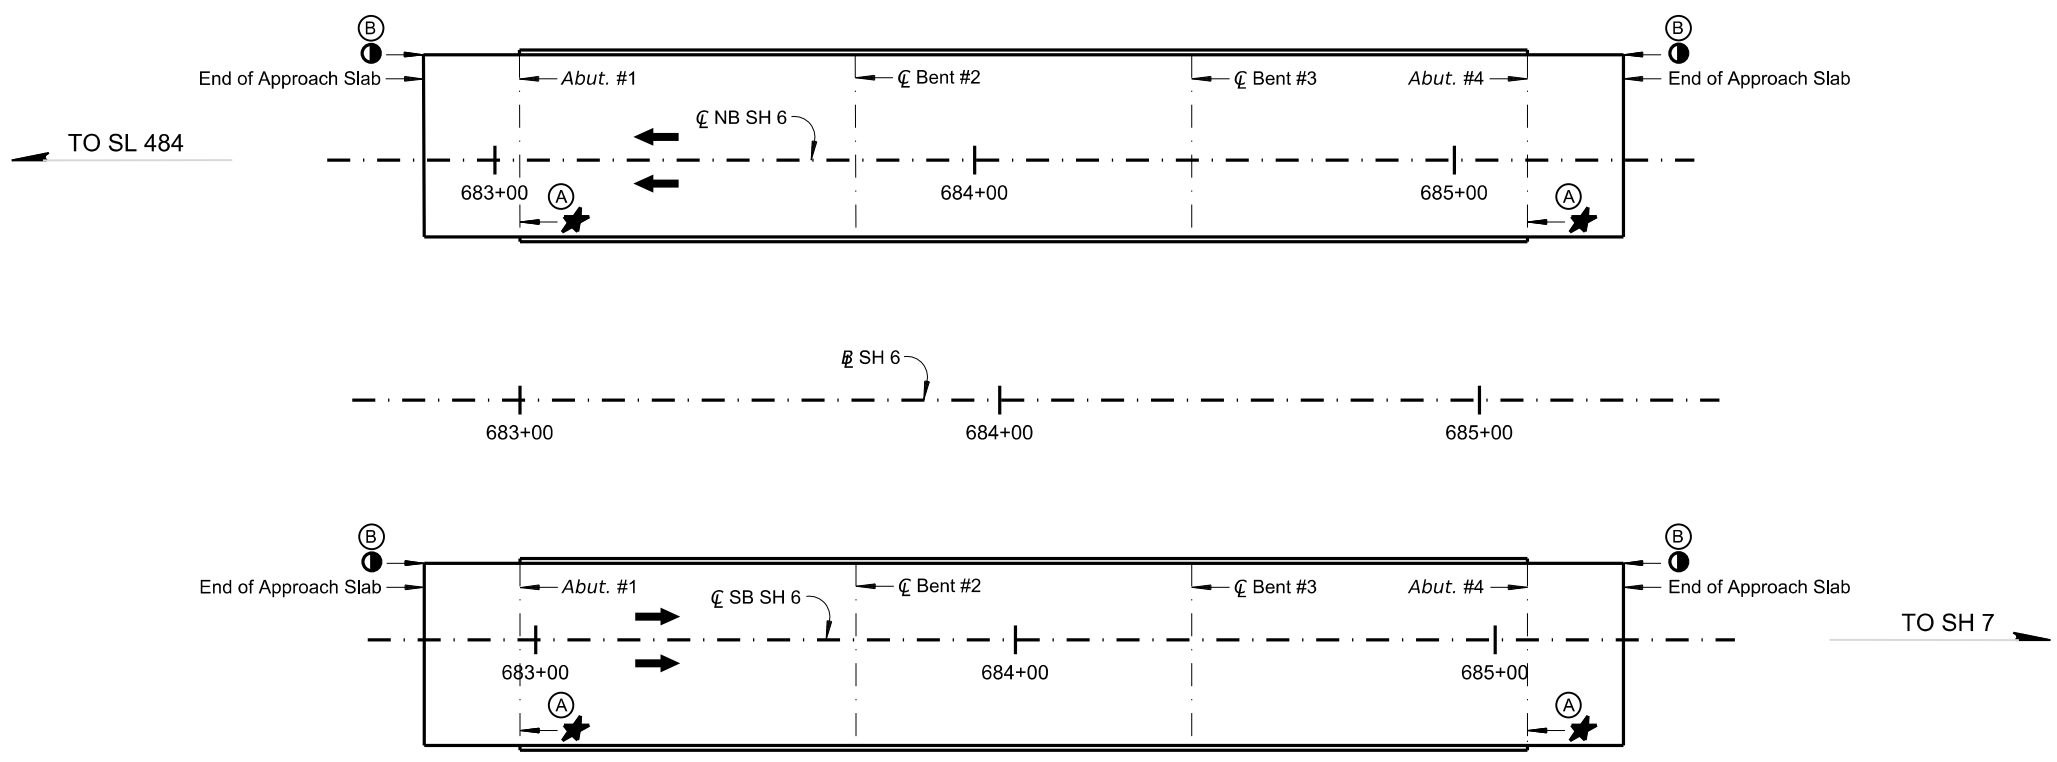 B B
End of Approach Slab Abut. #1 ℄ Bent #2 ℄ Bent #3 Abut. #4 End of Approach Slab
℄ NB SH 6
TO SL 484
683+00 684+00 685+00
A A
BL SH 6
683+00 684+00 685+00
B B
End of Approach Slab Abut. #1 ℄ Bent #2 ℄ Bent #3 Abut. #4 End of Approach Slab
℄ SB SH 6
TO SH 7
683+00 684+00 685+00
A A